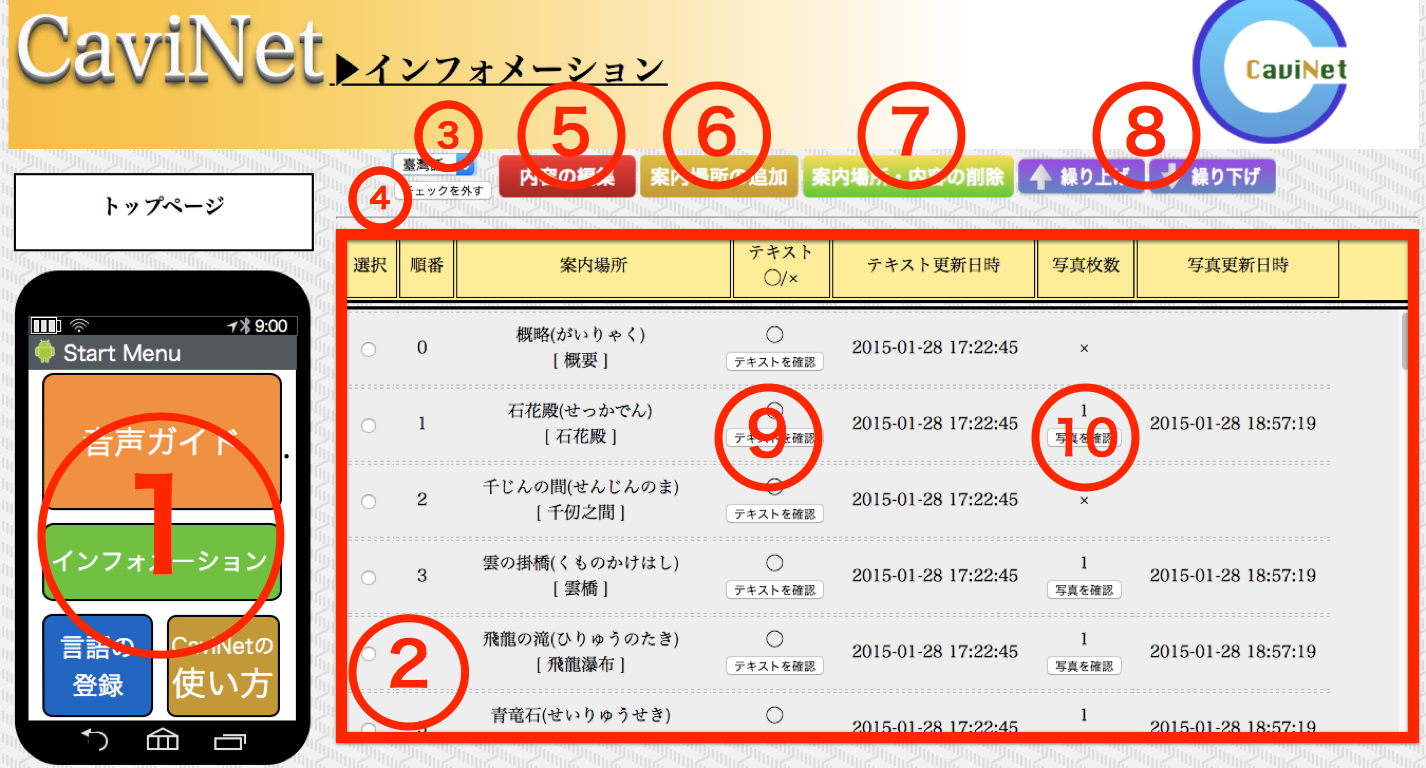 CaviNet
▶インフォメーション
CaviNet
③
④
⑤
⑥
⑦
⑧
臺灣話
チェックを外す
内容の編集
案内場所の追加
案内場所・内容の削除
繰り上げ
繰り下げ
トップページ
9:00
Start Menu
音声ガイド
インフォメーション
言語の
登録
CaviNetの
使い方
1
選択 順番 案内場所 テキスト ◯/× テキスト更新日時 写真枚数 写真更新日時
0 概略(がいりゃく) ◯ 2015-01-28 17:22:45 ×
[ 概要 ] テキストを確認
1 石花殿(せっかでん) ◯ 2015-01-28 17:22:45 1 2015-01-28 18:57:19
[ 石花殿 ] テキストを確認 写真を確認
⑨
⑩
2 千じんの間(せんじんのま) ◯ 2015-01-28 17:22:45 ×
[ 千仞之間 ] テキストを確認
3 雲の掛橋(くものかけはし) ◯ 2015-01-28 17:22:45 1 2015-01-28 18:57:19
[ 雲橋 ] テキストを確認 写真を確認
②
飛龍の滝(ひりゅうのたき) ◯ 2015-01-28 17:22:45 1 2015-01-28 18:57:19
[ 飛龍瀑布 ] テキストを確認 写真を確認
青竜石(せいりゅうせき) ◯ 2015-01-28 17:22:45 1 2015-01-28 18:57:19